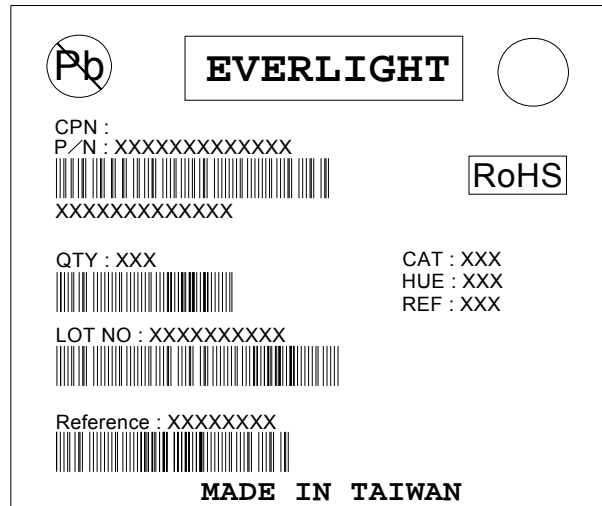 Pb
EVERLIGHT
CPN :
P/N : XXXXXXXXXXXXX
XXXXXXXXXXXXX
RoHS
QTY : XXX
CAT : XXX
HUE : XXX
REF : XXX
LOT NO : XXXXXXXXXX
Reference : XXXXXXXX
MADE IN TAIWAN